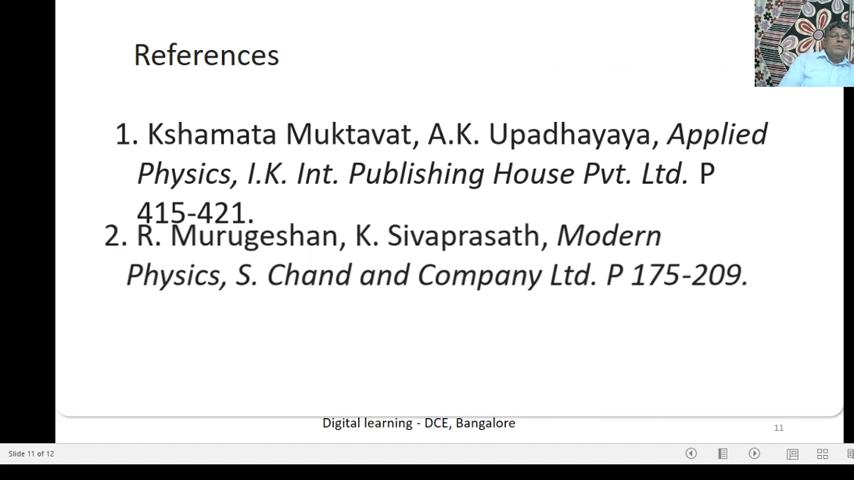 References
1. Kshamata Muktavat, A.K. Upadhayaya, Applied
Physics, I.K. Int. Publishing House Pvt. Ltd. P
415-421.
2. R. Murugeshan, K. Sivaprasath, Modern
Physics, S. Chand and Company Ltd. P 175-209.
Digital learning - DCE, Bangalore
11
Slide 11 of 12